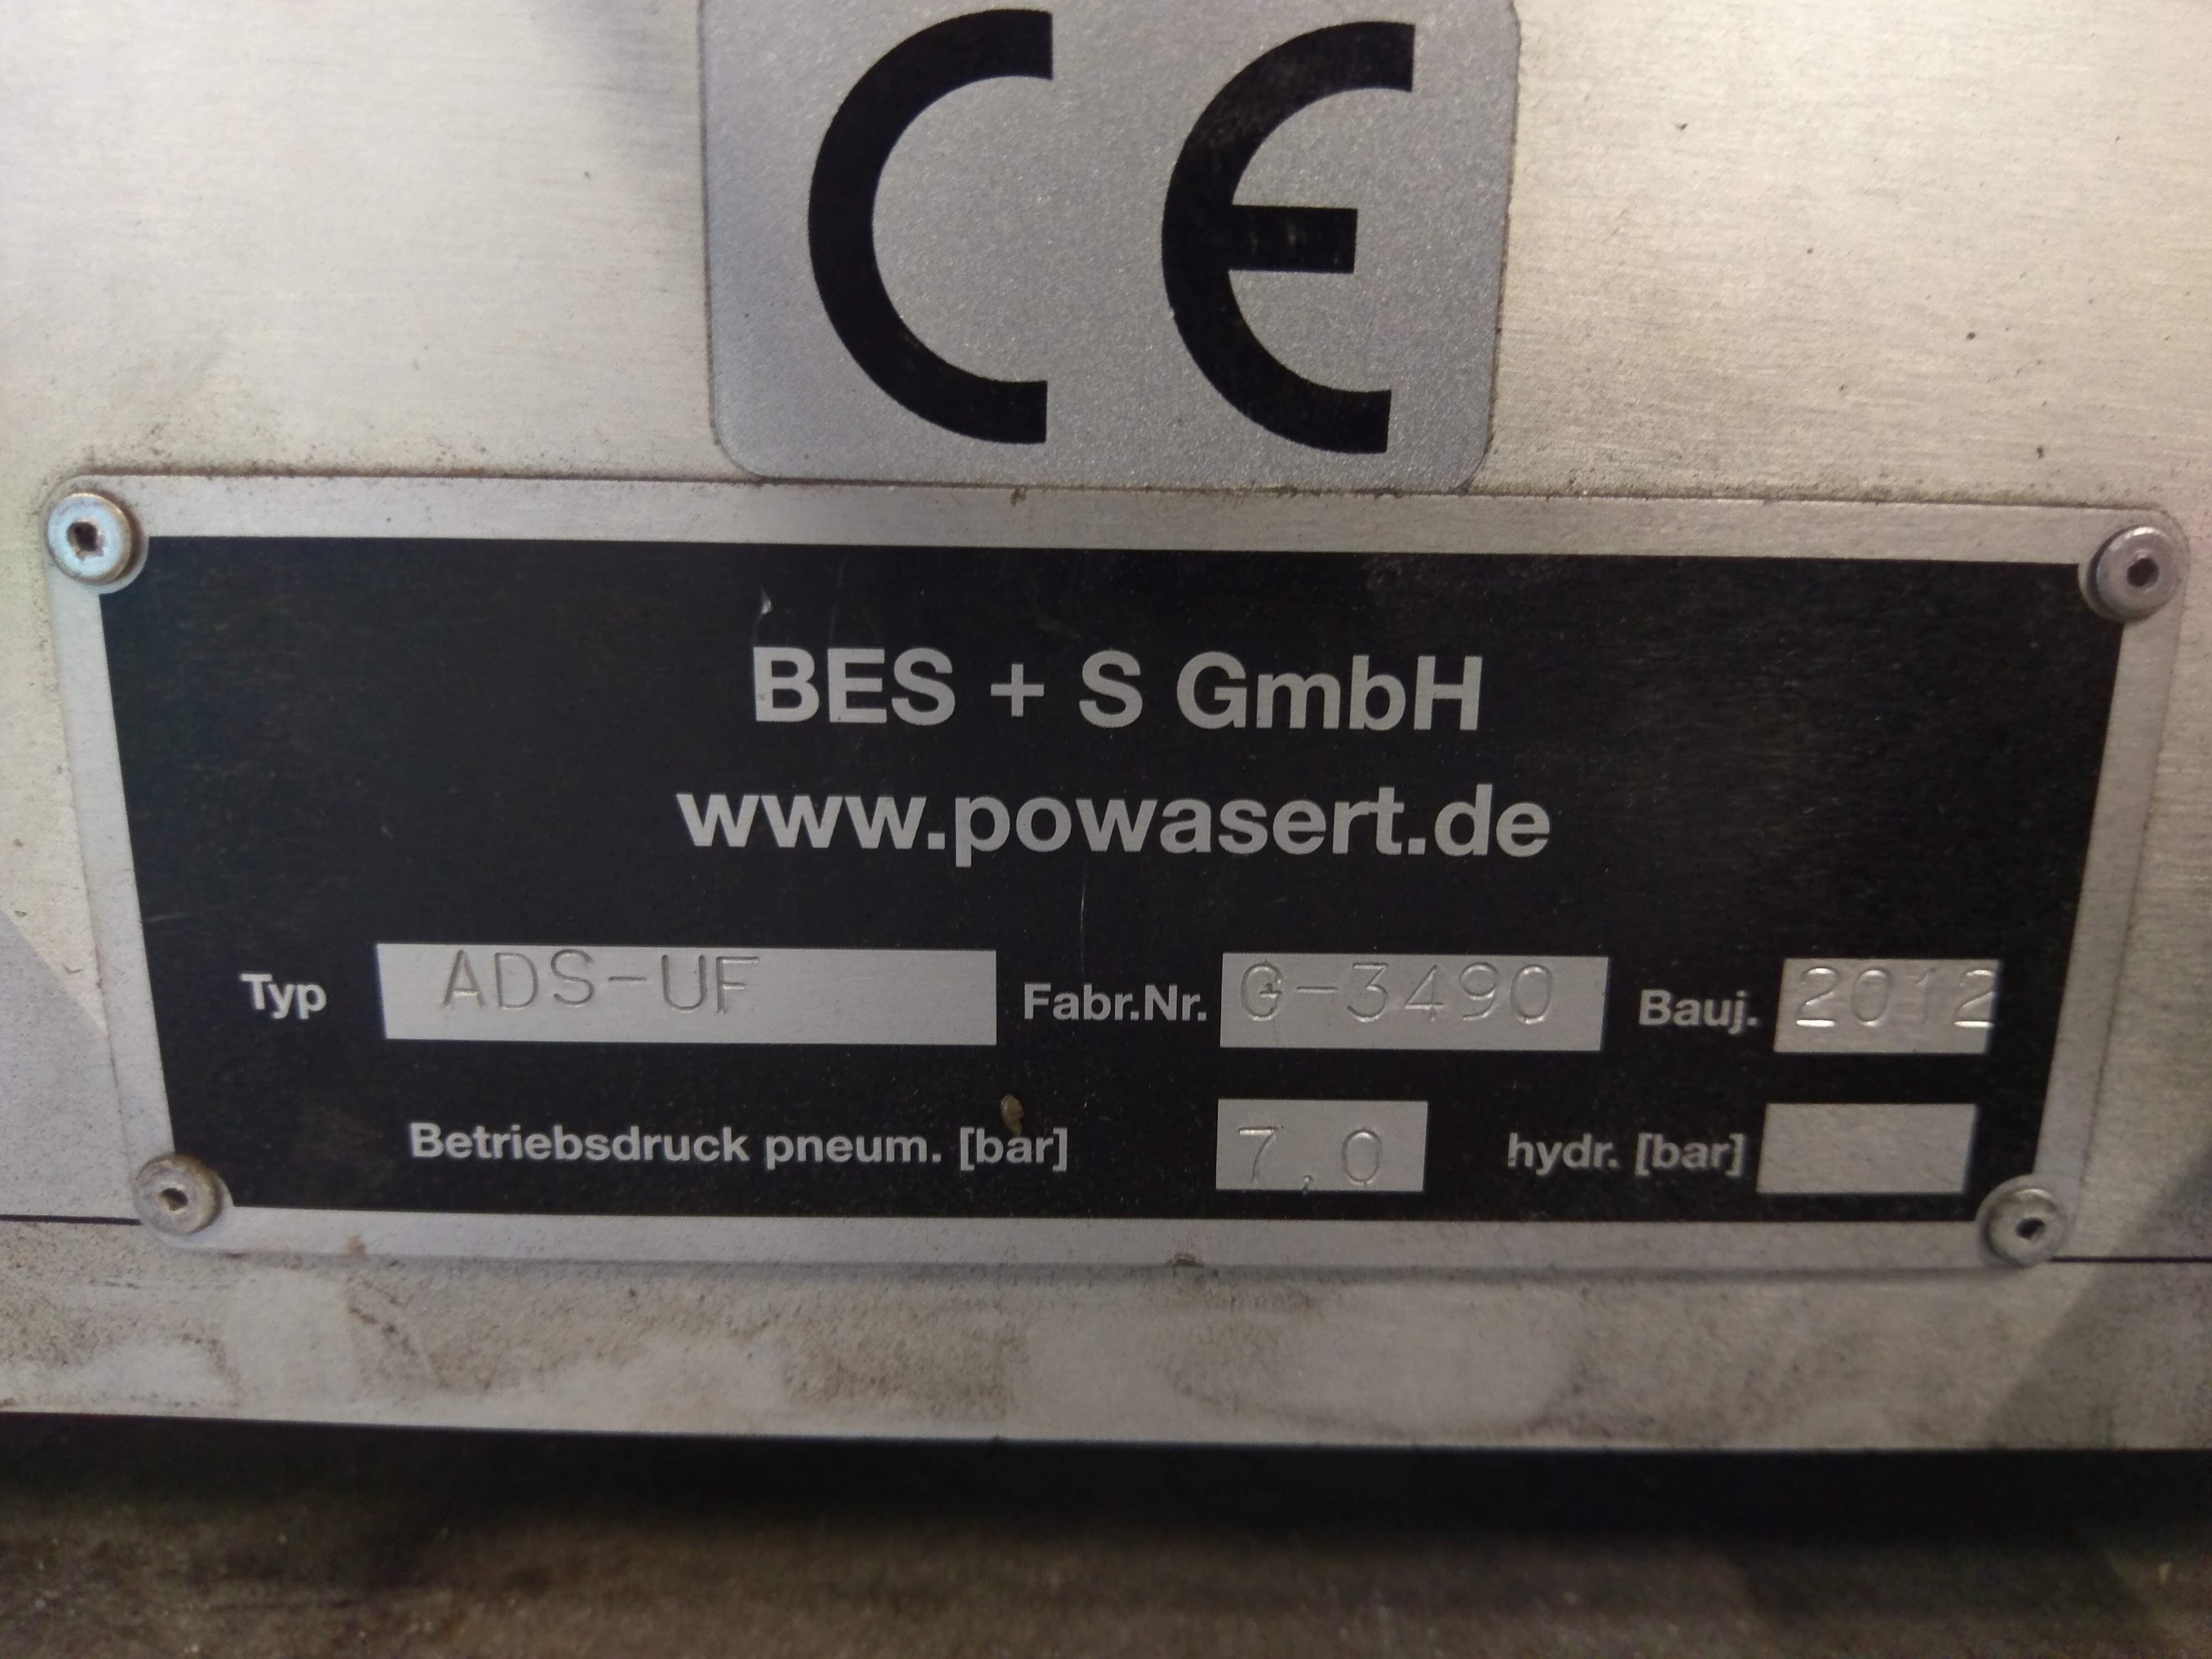 CE
BES + S GmbH
www.powasert.de
Typ ADS-UF Fabr.Nr. G-3490 Bauj. 2012
Betriebsdruck pneum. [bar] 7,0 hydr. [bar]